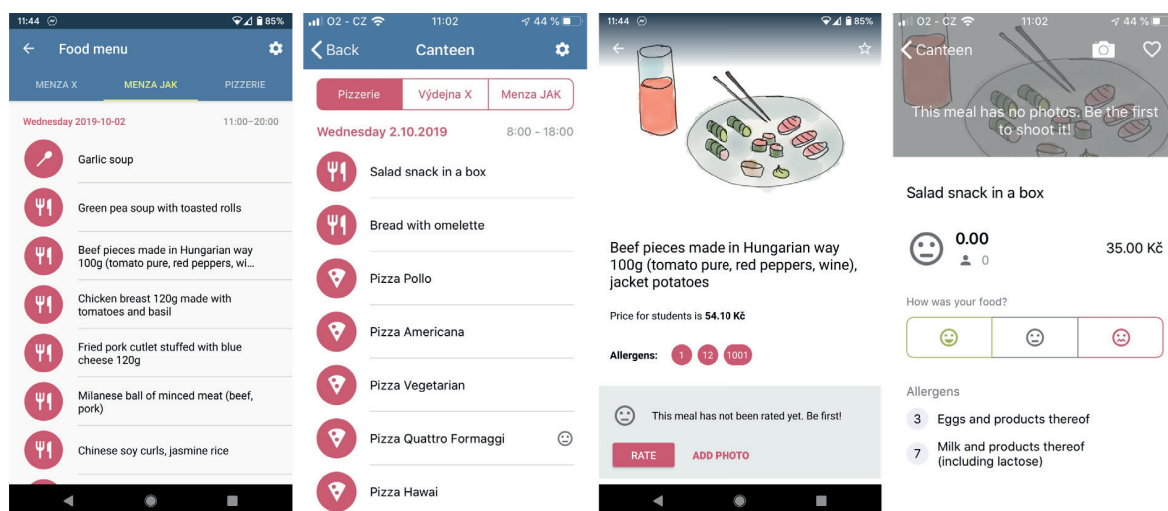 11:44
85%
Food menu
MENZA X
MENZA JAK
PIZZERIE
Wednesday 2019-10-02
11:00–20:00
Garlic soup
Green pea soup with toasted rolls
Beef pieces made in Hungarian way
100g (tomato pure, red peppers, wi...
Chicken breast 120g made with
tomatoes and basil
Fried pork cutlet stuffed with blue
cheese 120g
Milanese ball of minced meat (beef,
pork)
Chinese soy curls, jasmine rice
O2 - CZ
11:02
44 %
Back
Canteen
Pizzerie
Výdejna X
Menza JAK
Wednesday 2.10.2019
8:00 - 18:00
Salad snack in a box
Bread with omelette
Pizza Pollo
Pizza Americana
Pizza Vegetarian
Pizza Quattro Formaggi
Pizza Hawai
11:44
85%
Beef pieces made in Hungarian way
100g (tomato pure, red peppers, wine),
jacket potatoes
Price for students is 54.10 Kč
Allergens:
1
12
1001
This meal has not been rated yet. Be first!
RATE
ADD PHOTO
O2 - CZ
11:02
44 %
Canteen
This meal has no photos. Be the first
to shoot it!
Salad snack in a box
0.00
0
35.00 Kč
How was your food?
Allergens
3 Eggs and products thereof
7 Milk and products thereof
(including lactose)